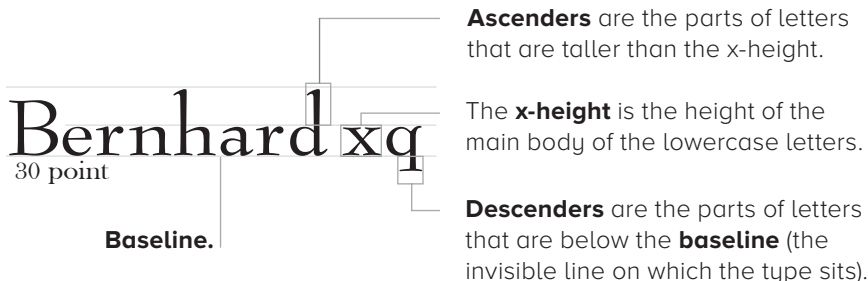 Ascenders are the parts of letters
that are taller than the x-height.
Bernhard xq
30 point
The x-height is the height of the
main body of the lowercase letters.
Baseline.
Descenders are the parts of letters
that are below the baseline (the
invisible line on which the type sits).